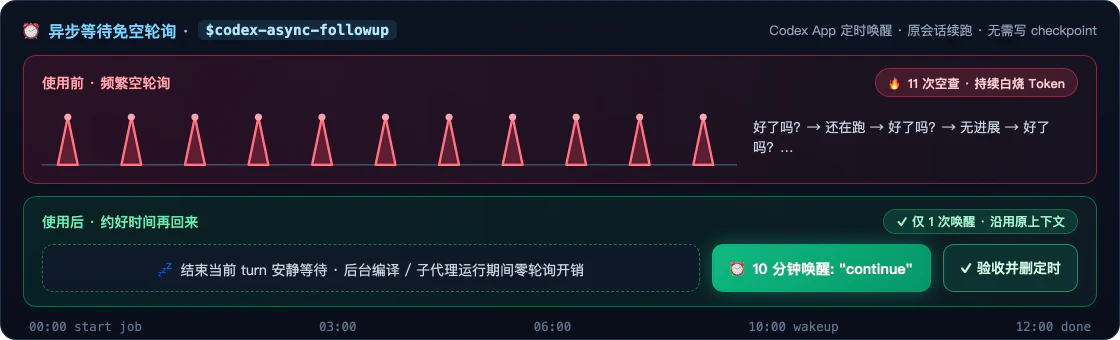 ⏰ 异步等待免空轮询 · $codex-async-followup
Codex App 定时唤醒 · 原会话续跑 · 无需写 checkpoint
使用前 · 频繁空轮询
🔥 11 次空查 · 持续白烧 Token
好了吗？→ 还在跑 → 好了吗？→ 无进展 → 好了
吗？...
使用后 · 约好时间再回来
✓ 仅 1 次唤醒 · 沿用原上下文
💤 结束当前 turn 安静等待 · 后台编译 / 子代理运行期间零轮询开销
⏰ 10 分钟唤醒: "continue"
✓ 验收并删定时
00:00 start job
03:00
06:00
10:00 wakeup
12:00 done